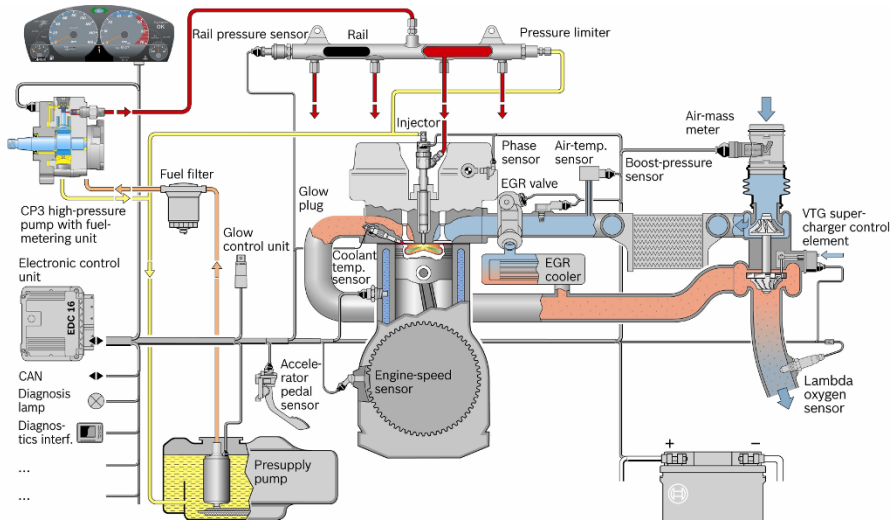 Rail pressure sensor
Rail
Pressure limiter
Injector
Phase
sensor
Air-temp.
sensor
Air-mass
meter
Boost-pressure
sensor
Fuel filter
Glow
plug
EGR valve
CP3 high-pressure
pump with fuel-
metering unit
Glow
control unit
VTG super-
charger control
element
Coolant
temp.
sensor
EGR
cooler
Electronic control
unit
EDC 16
CAN
Diagnosis
lamp
Diagnos-
tics interf.
...
...
Acceler-
rator
pedal
sensor
Engine-speed
sensor
Lambda
oxygen
sensor
Presupply
pump
+
−
OK